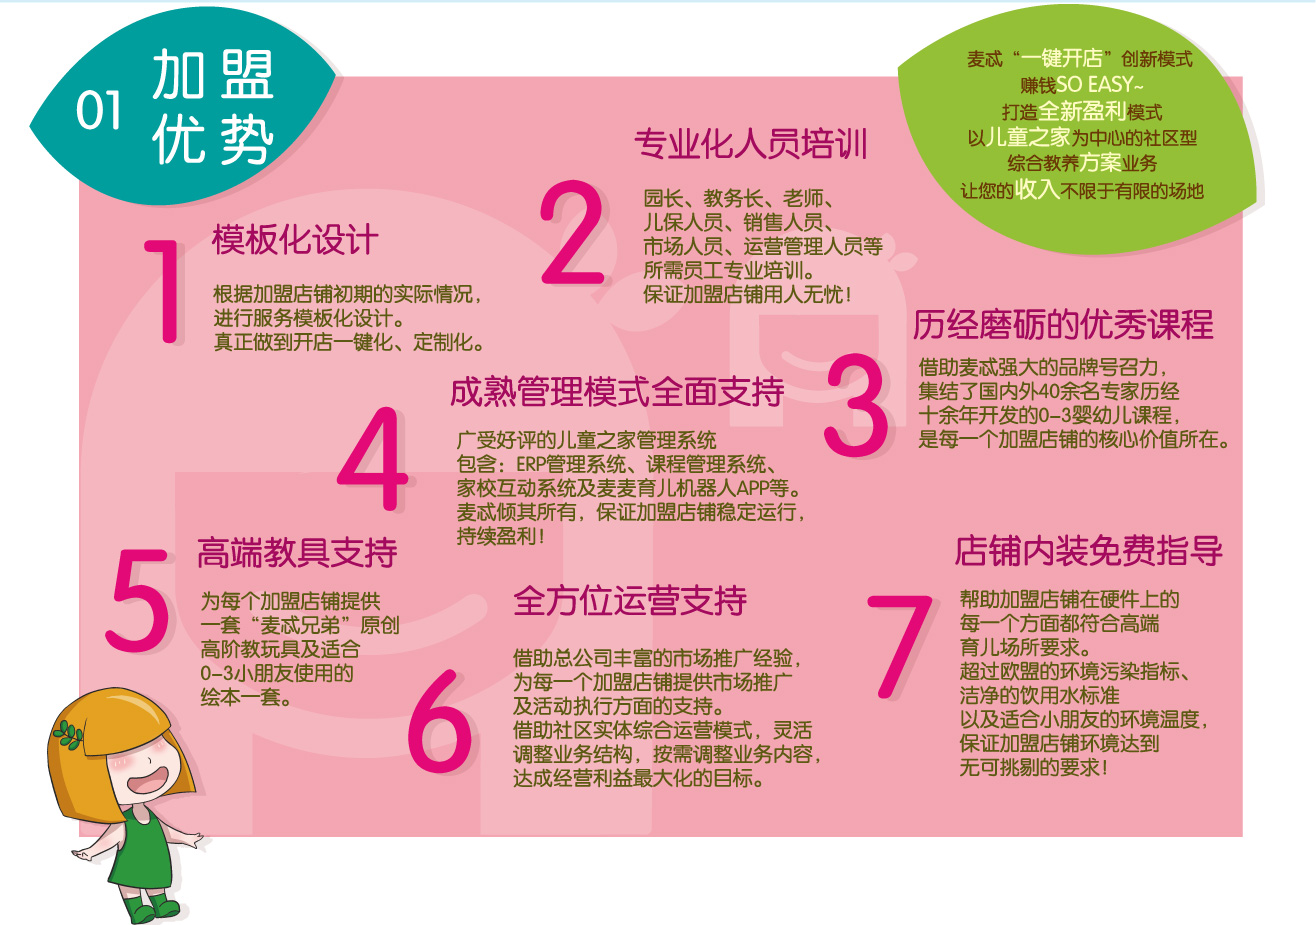 01
加盟
优势
麦忒“一键开店”创新模式
赚钱SO EASY~
打造全新盈利模式
以儿童之家为中心的社区型
综合教养方案业务
让您的收入不限于有限的场地
1
模板化设计
根据加盟店铺初期的实际情况，
进行服务模板化设计。
真正做到开店一键化、定制化。
2
专业化人员培训
园长、教务长、老师、
儿保人员、销售人员、
市场人员、运营管理人员等
所需员工专业培训。
保证加盟店铺用人无忧！
3
历经磨砺的优秀课程
借助麦忒强大的品牌号召力，
集结了国内外40余名专家历经
十余年开发的0-3婴幼儿课程，
是每一个加盟店铺的核心价值所在。
4
成熟管理模式全面支持
广受好评的儿童之家管理系统
包含：ERP管理系统、课程管理系统、
家校互动系统及麦麦育儿机器人APP等。
麦忒倾其所有，保证加盟店铺稳定运行，
持续盈利！
5
高端教具支持
为每个加盟店铺提供
一套“麦忒兄弟”原创
高阶教玩具及适合
0-3小朋友使用的
绘本一套。
6
全方位运营支持
借助总公司丰富的市场推广经验，
为每一个加盟店铺提供市场推广
及活动执行方面的支持。
借助社区实体综合运营模式，灵活
调整业务结构，按需调整业务内容，
达成经营利益最大化的目标。
7
店铺内装免费指导
帮助加盟店铺在硬件上的
每一个方面都符合高端
育儿场所要求。
超过欧盟的环境污染指标、
洁净的饮用水标准
以及适合小朋友的环境温度，
保证加盟店铺环境达到
无可挑剔的要求！